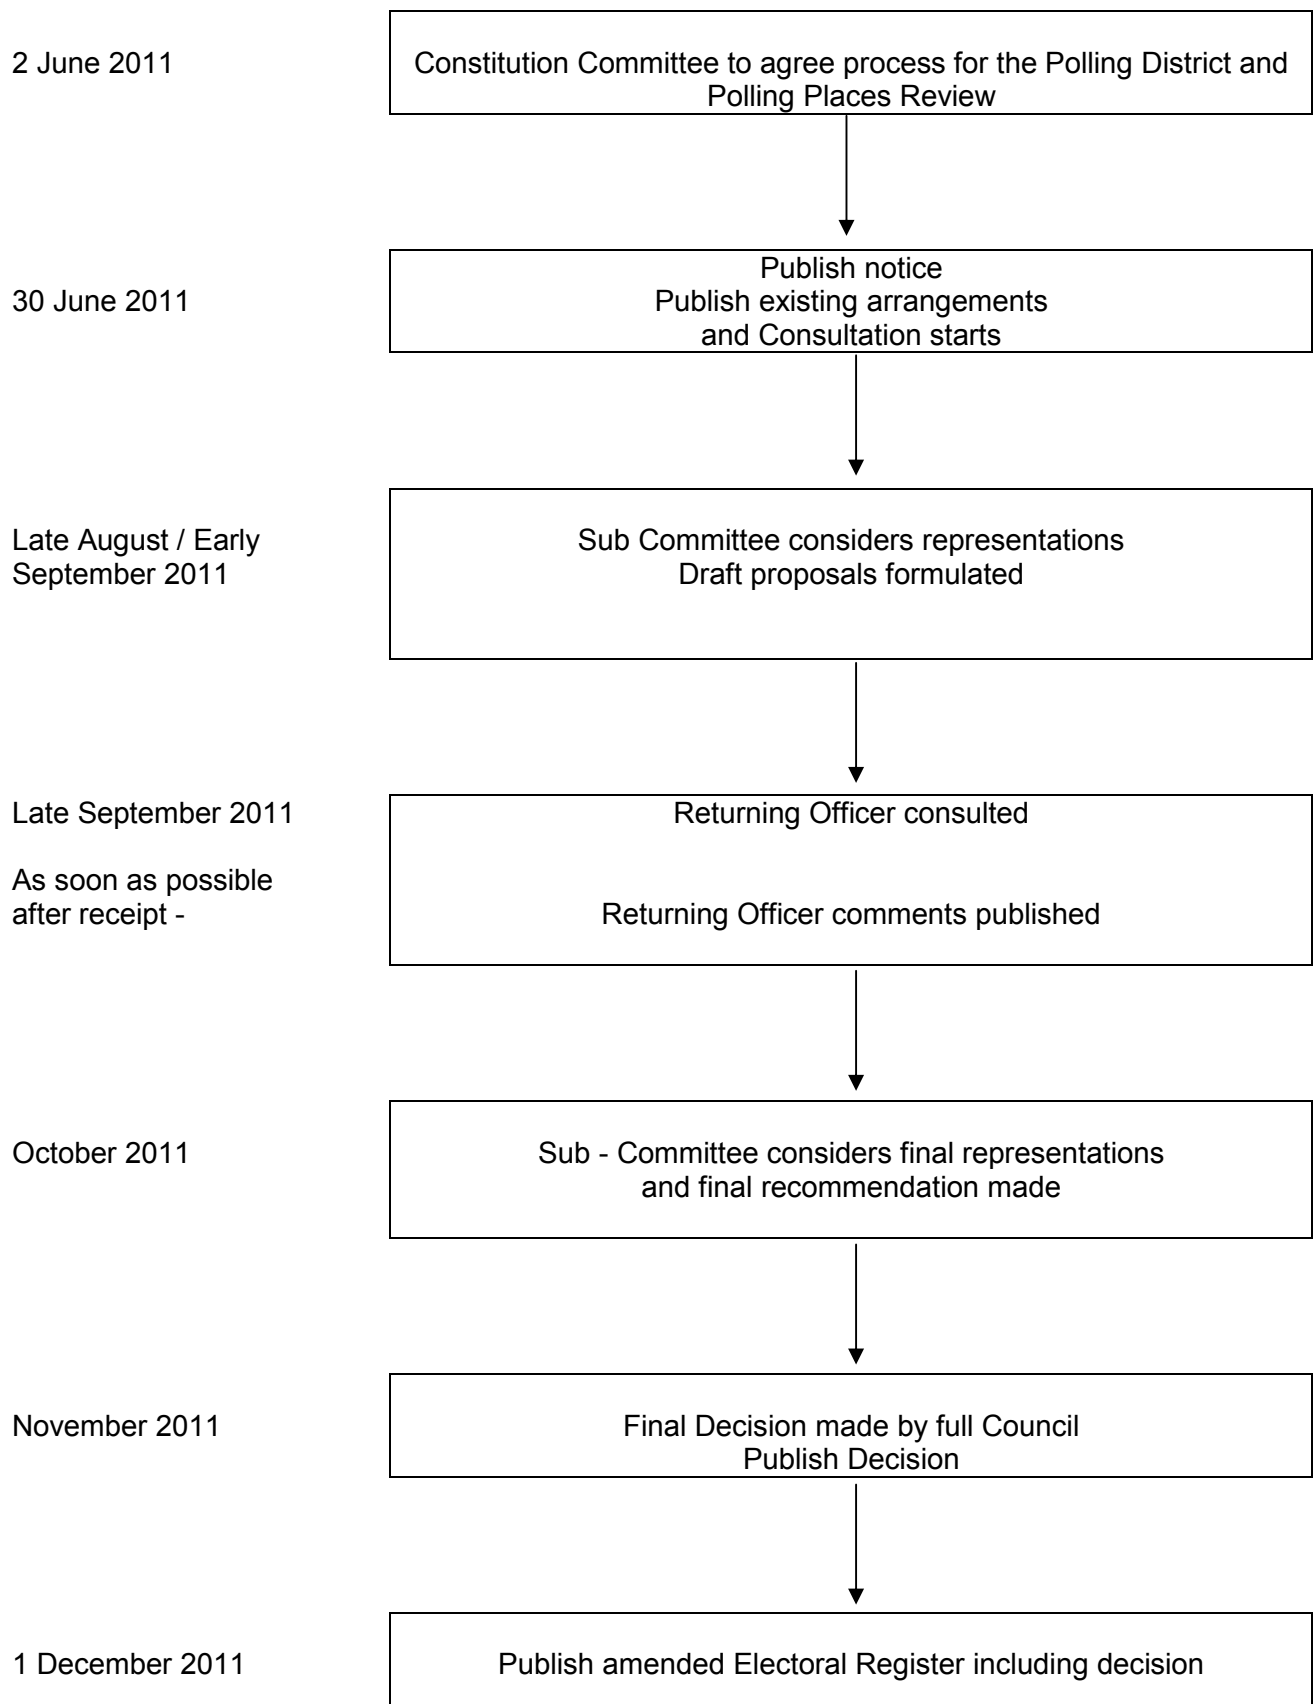 2 June 2011
Constitution Committee to agree process for the Polling District and
Polling Places Review
30 June 2011
Publish notice
Publish existing arrangements
and Consultation starts
Late August / Early
September 2011
Sub Committee considers representations
Draft proposals formulated
Late September 2011
Returning Officer consulted
As soon as possible
after receipt -
Returning Officer comments published
October 2011
Sub - Committee considers final representations
and final recommendation made
November 2011
Final Decision made by full Council
Publish Decision
1 December 2011
Publish amended Electoral Register including decision